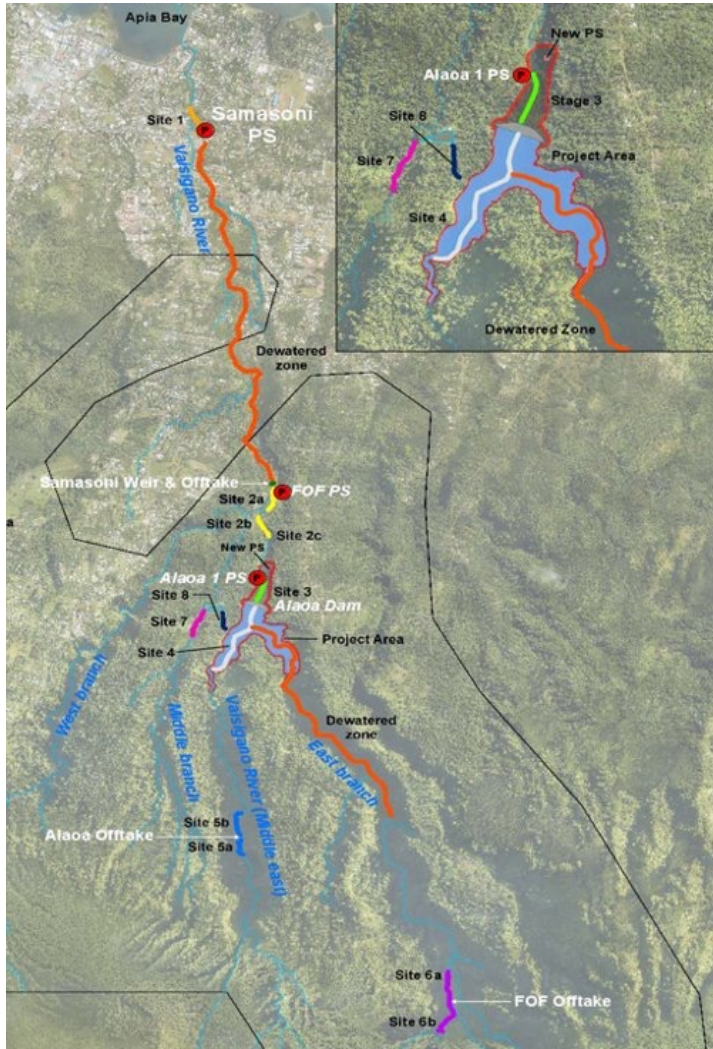 Apia Bay
Site 1
Samasoni
PS
Vaisigano River
Dewatered
zone
Samasoni Weir & Offtake
FOF PS
Site 2a
Site 2b
Site 2c
New PS
Alaoa 1 PS
Site 3
Site 8
Alaoa Dam
Site 7
Project Area
Site 4
West branch
Middle branch
Vaisigano River (Middle east)
Dewatered
zone
East branch
Site 5b
Alaoa Offtake
Site 5a
Site 6a
FOF Offtake
Site 6b
a
New PS
Alaoa 1 PS
Stage 3
Site 8
Project Area
Site 7
Site 4
Dewatered Zone
P
P
P
P